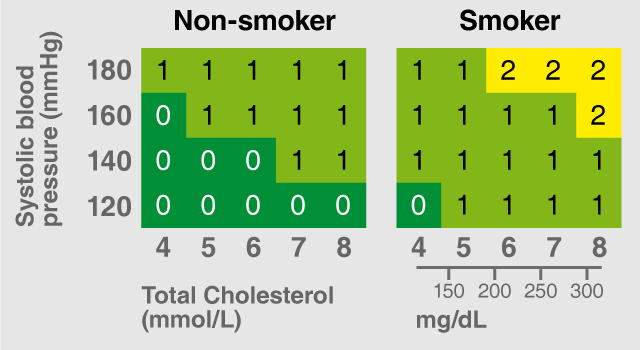 Non-smoker Smoker
Systolic blood
pressure (mmHg)
180 1 1 1 1 1 1 1 2 2 2
160 0 1 1 1 1 1 1 1 1 2
140 0 0 0 1 1 1 1 1 1 1
120 0 0 0 0 0 0 1 1 1 1
4 5 6 7 8 4 5 6 7 8
150 200 250 300
Total Cholesterol
(mmol/L) mg/dL